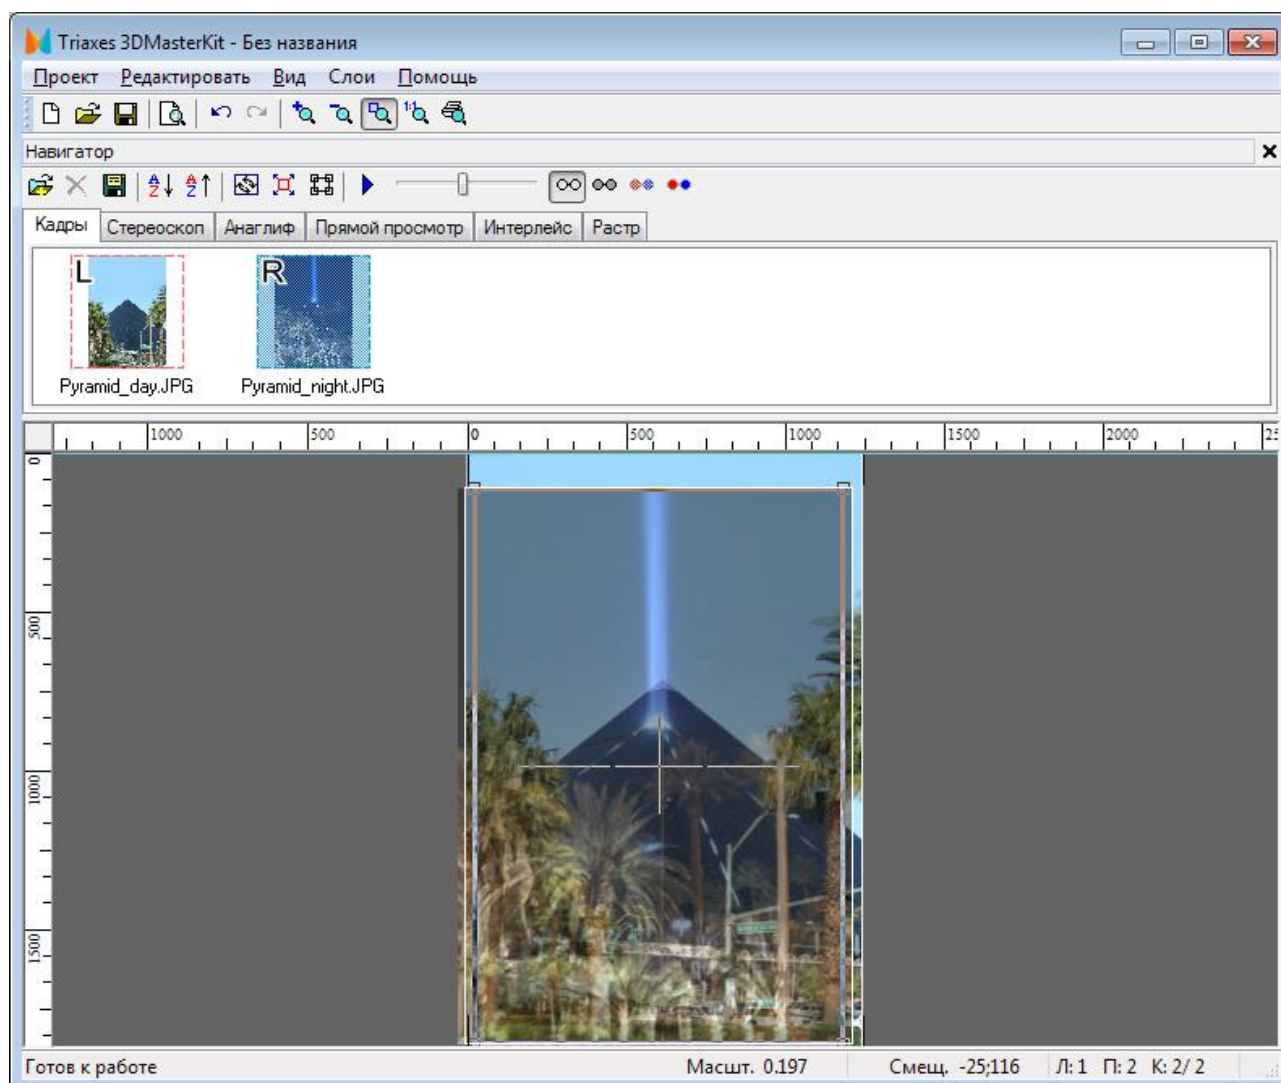 Triaxes 3DMasterKit - Без названия
Проект Редактировать Вид Слои Помощь
1:1
Навигатор
A Z A Z
Кадры Стереоскоп Анаглиф Прямой просмотр Интерлейс Растр
L R
Pyramid_day.JPG Pyramid_night.JPG
1000 500 0 500 1000 1500 2000
0
500
1000
1500
Готов к работе Масшт. 0.197 Смещ. -25;116 Л: 1 П: 2 К: 2/ 2